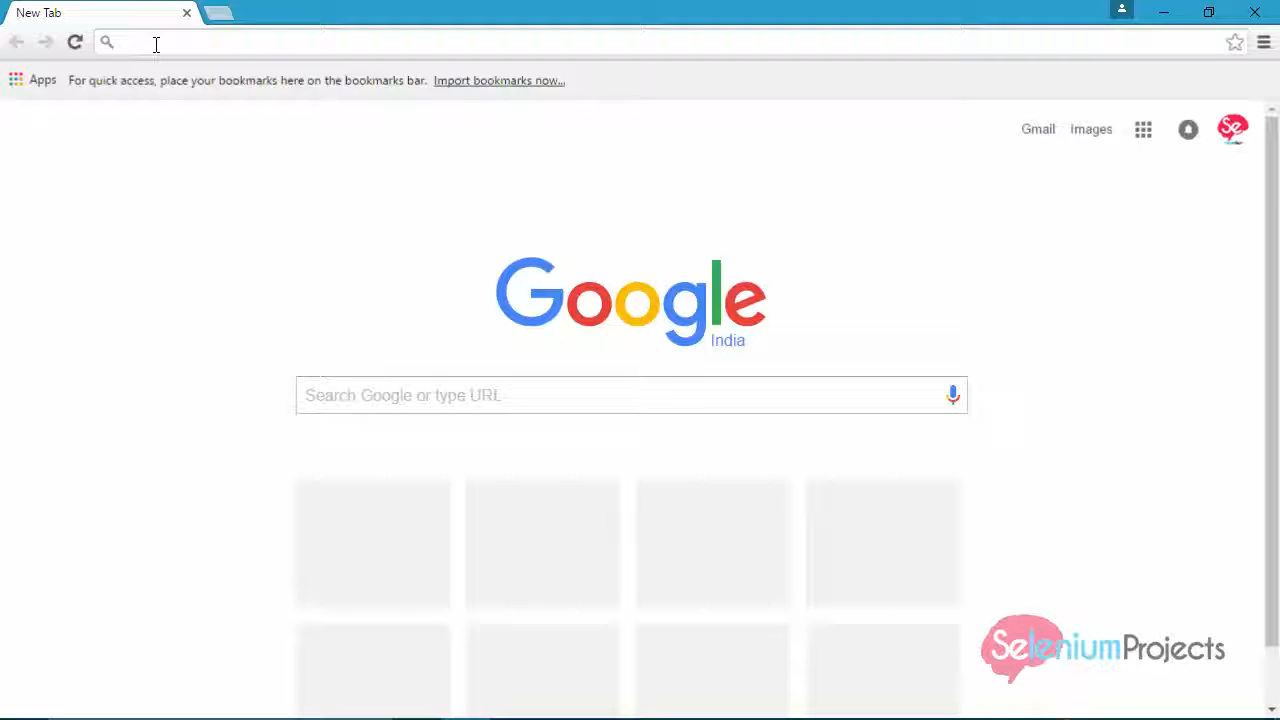 New Tab
Apps For quick access, place your bookmarks here on the bookmarks bar. Import bookmarks now...
Gmail Images
Se
Google
India
Search Google or type URL
SeleniumProjects